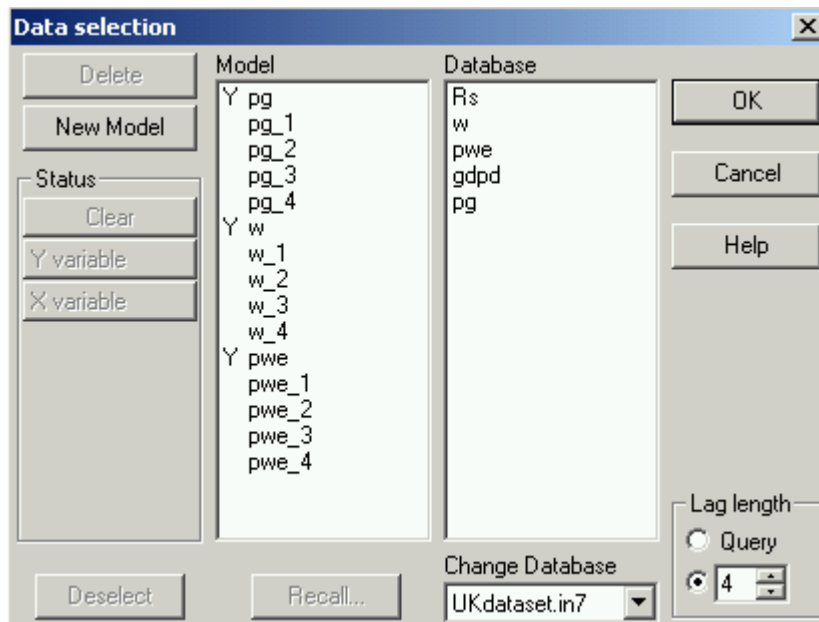 Data selection
Delete
New Model
Status
Clear
Y variable
X variable
Deselect
Model
Y pg
pg_1
pg_2
pg_3
pg_4
Y w
w_1
w_2
w_3
w_4
Y pwe
pwe_1
pwe_2
pwe_3
pwe_4
Recall...
Database
Rs
w
pwe
gdpd
pg
Change Database
UKdataset.in7
OK
Cancel
Help
Lag length
Query
4